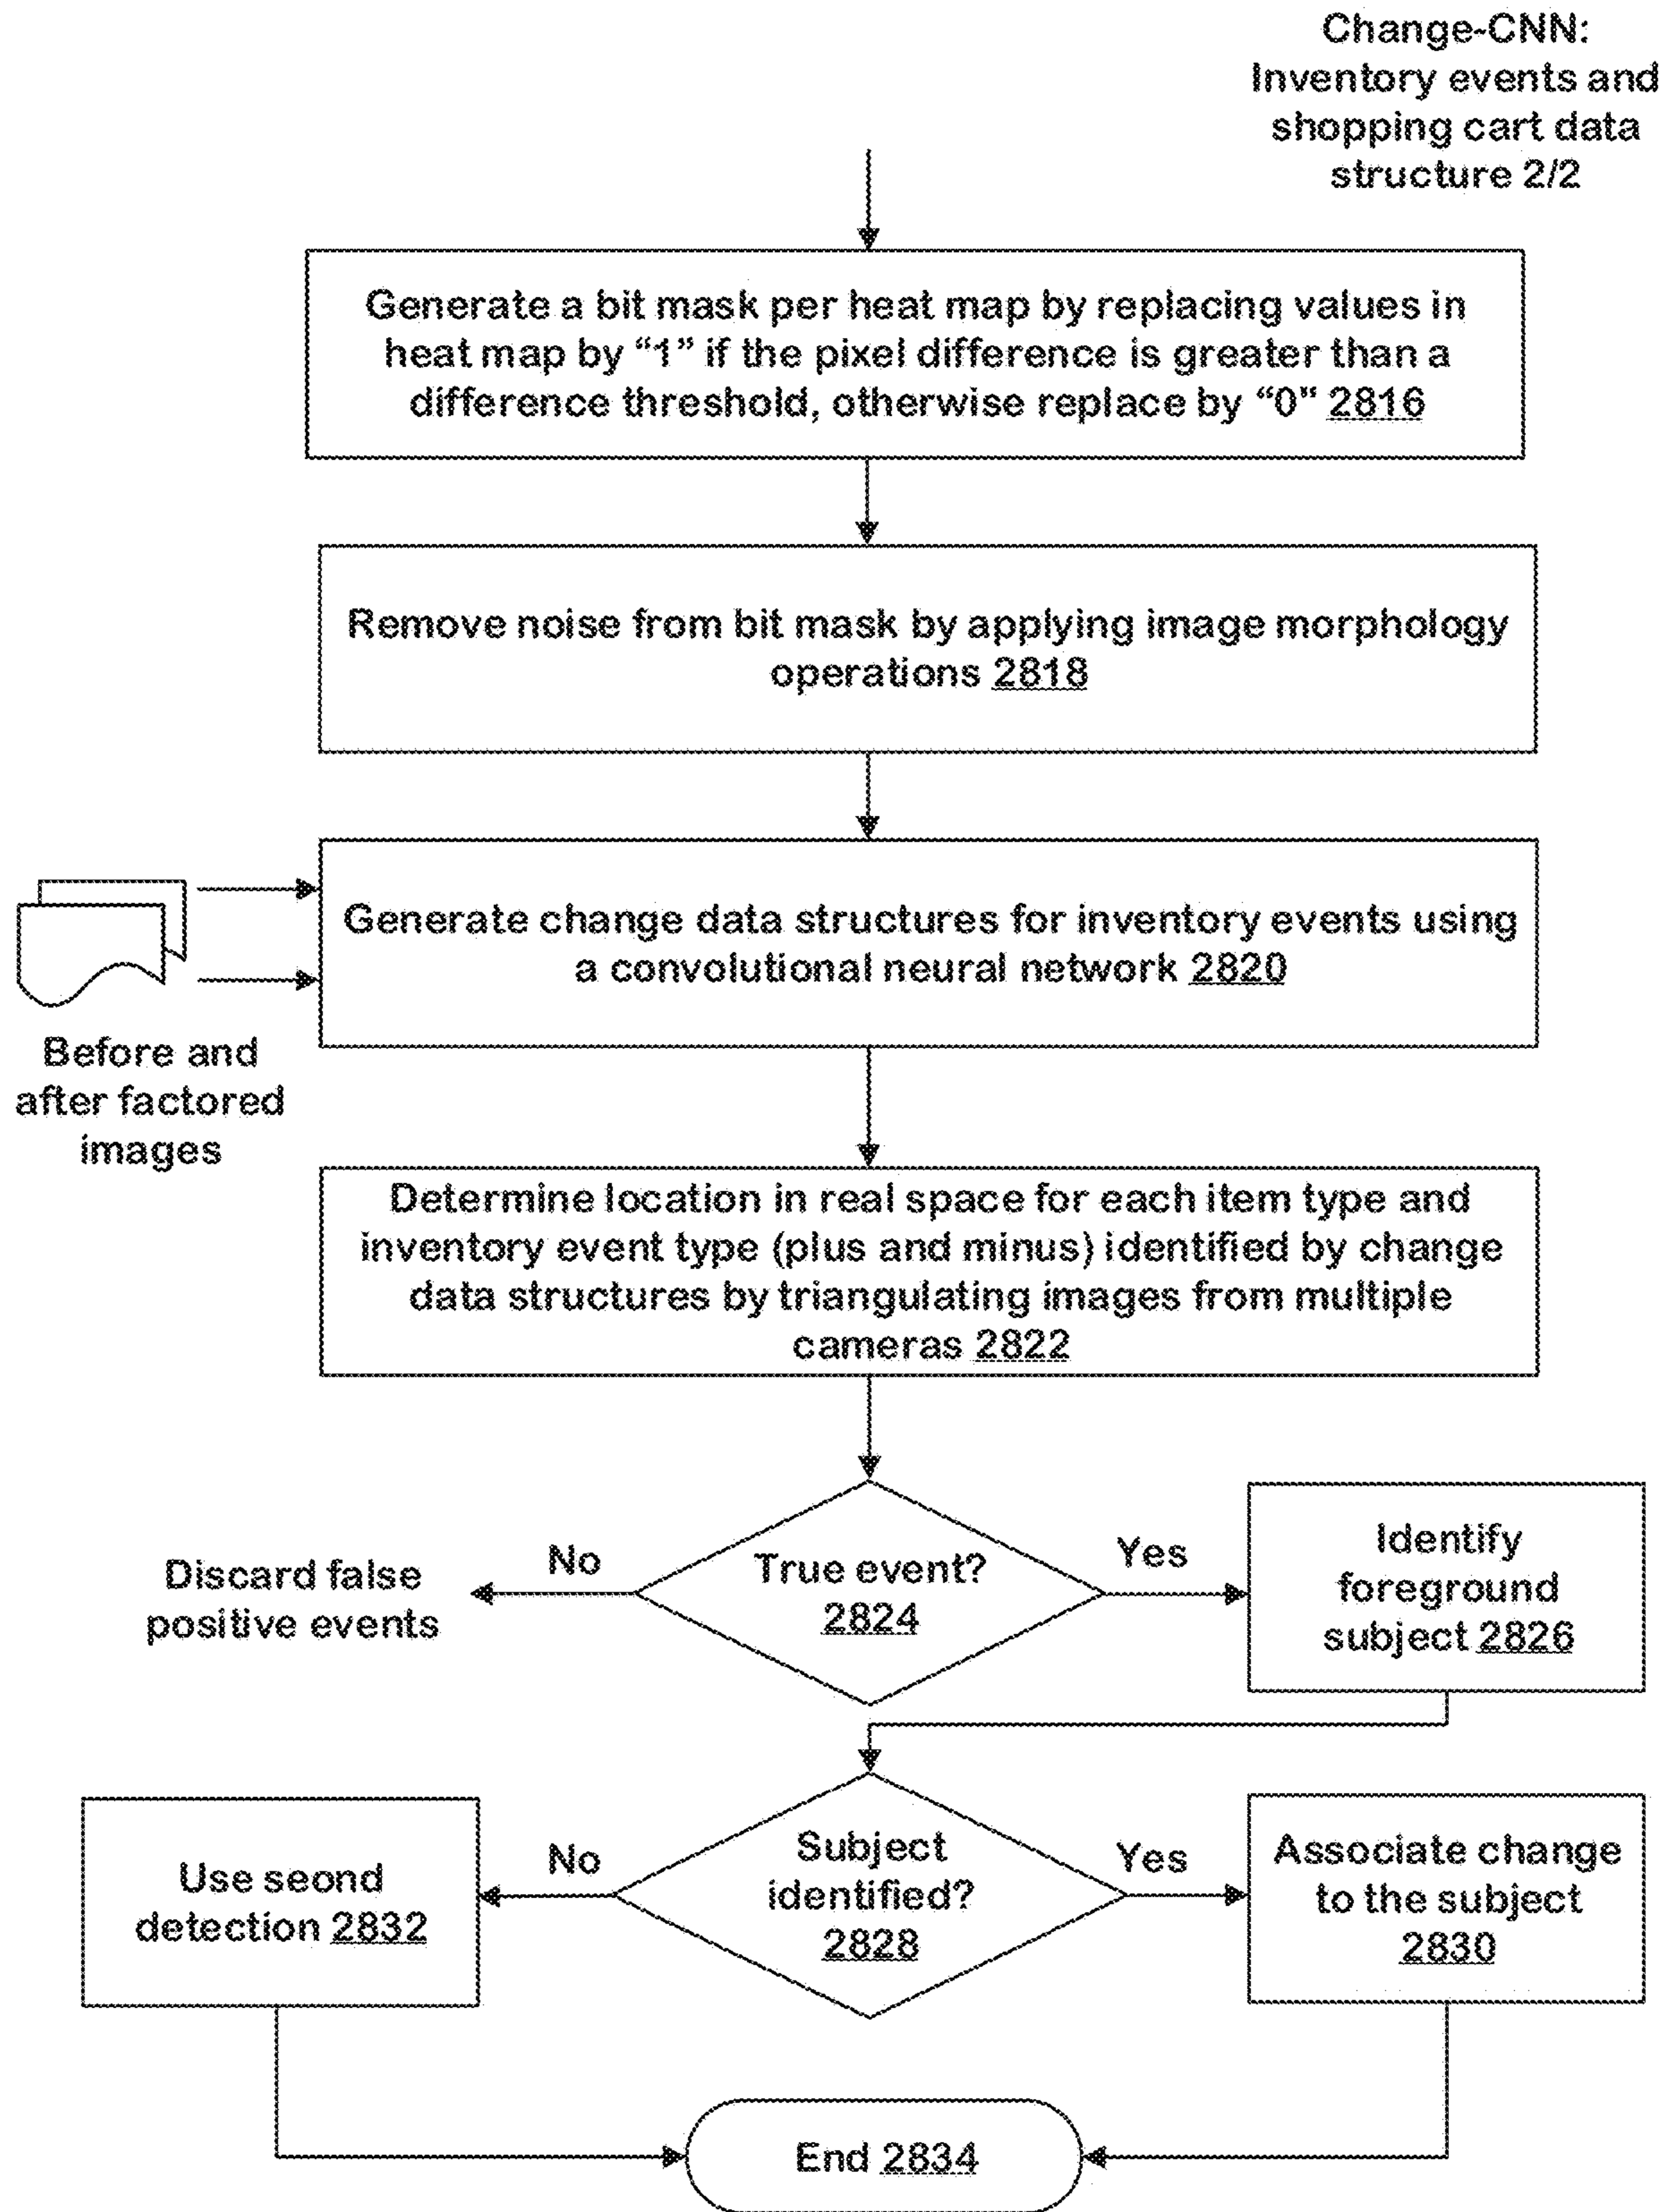 Change-CNN:
Inventory events and
shopping cart data
structure 2/2
Generate a bit mask per heat map by replacing values in
heat map by “1” if the pixel difference is greater than a
difference threshold, otherwise replace by “0” 2816
Remove noise from bit mask by applying image morphology
operations 2818
Generate change data structures for inventory events using
a convolutional neural network 2820
Before and
after factored
images
Determine location in real space for each item type and
inventory event type (plus and minus) identified by change
data structures by triangulating images from multiple
cameras 2822
True event?
2824
No
Discard false
positive events
Yes
Identify
foreground
subject 2826
Subject
identified?
2828
No
Use seond
detection 2832
Yes
Associate change
to the subject
2830
End 2834